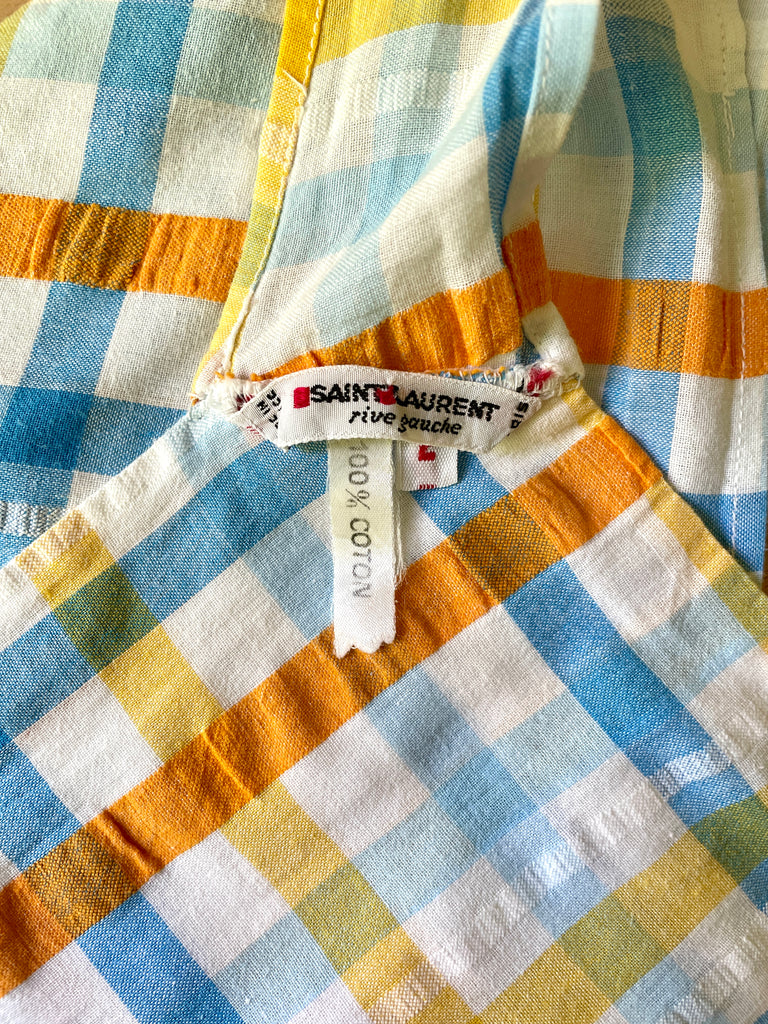 SAINT LAURENT
rive gauche
L
100% COTON